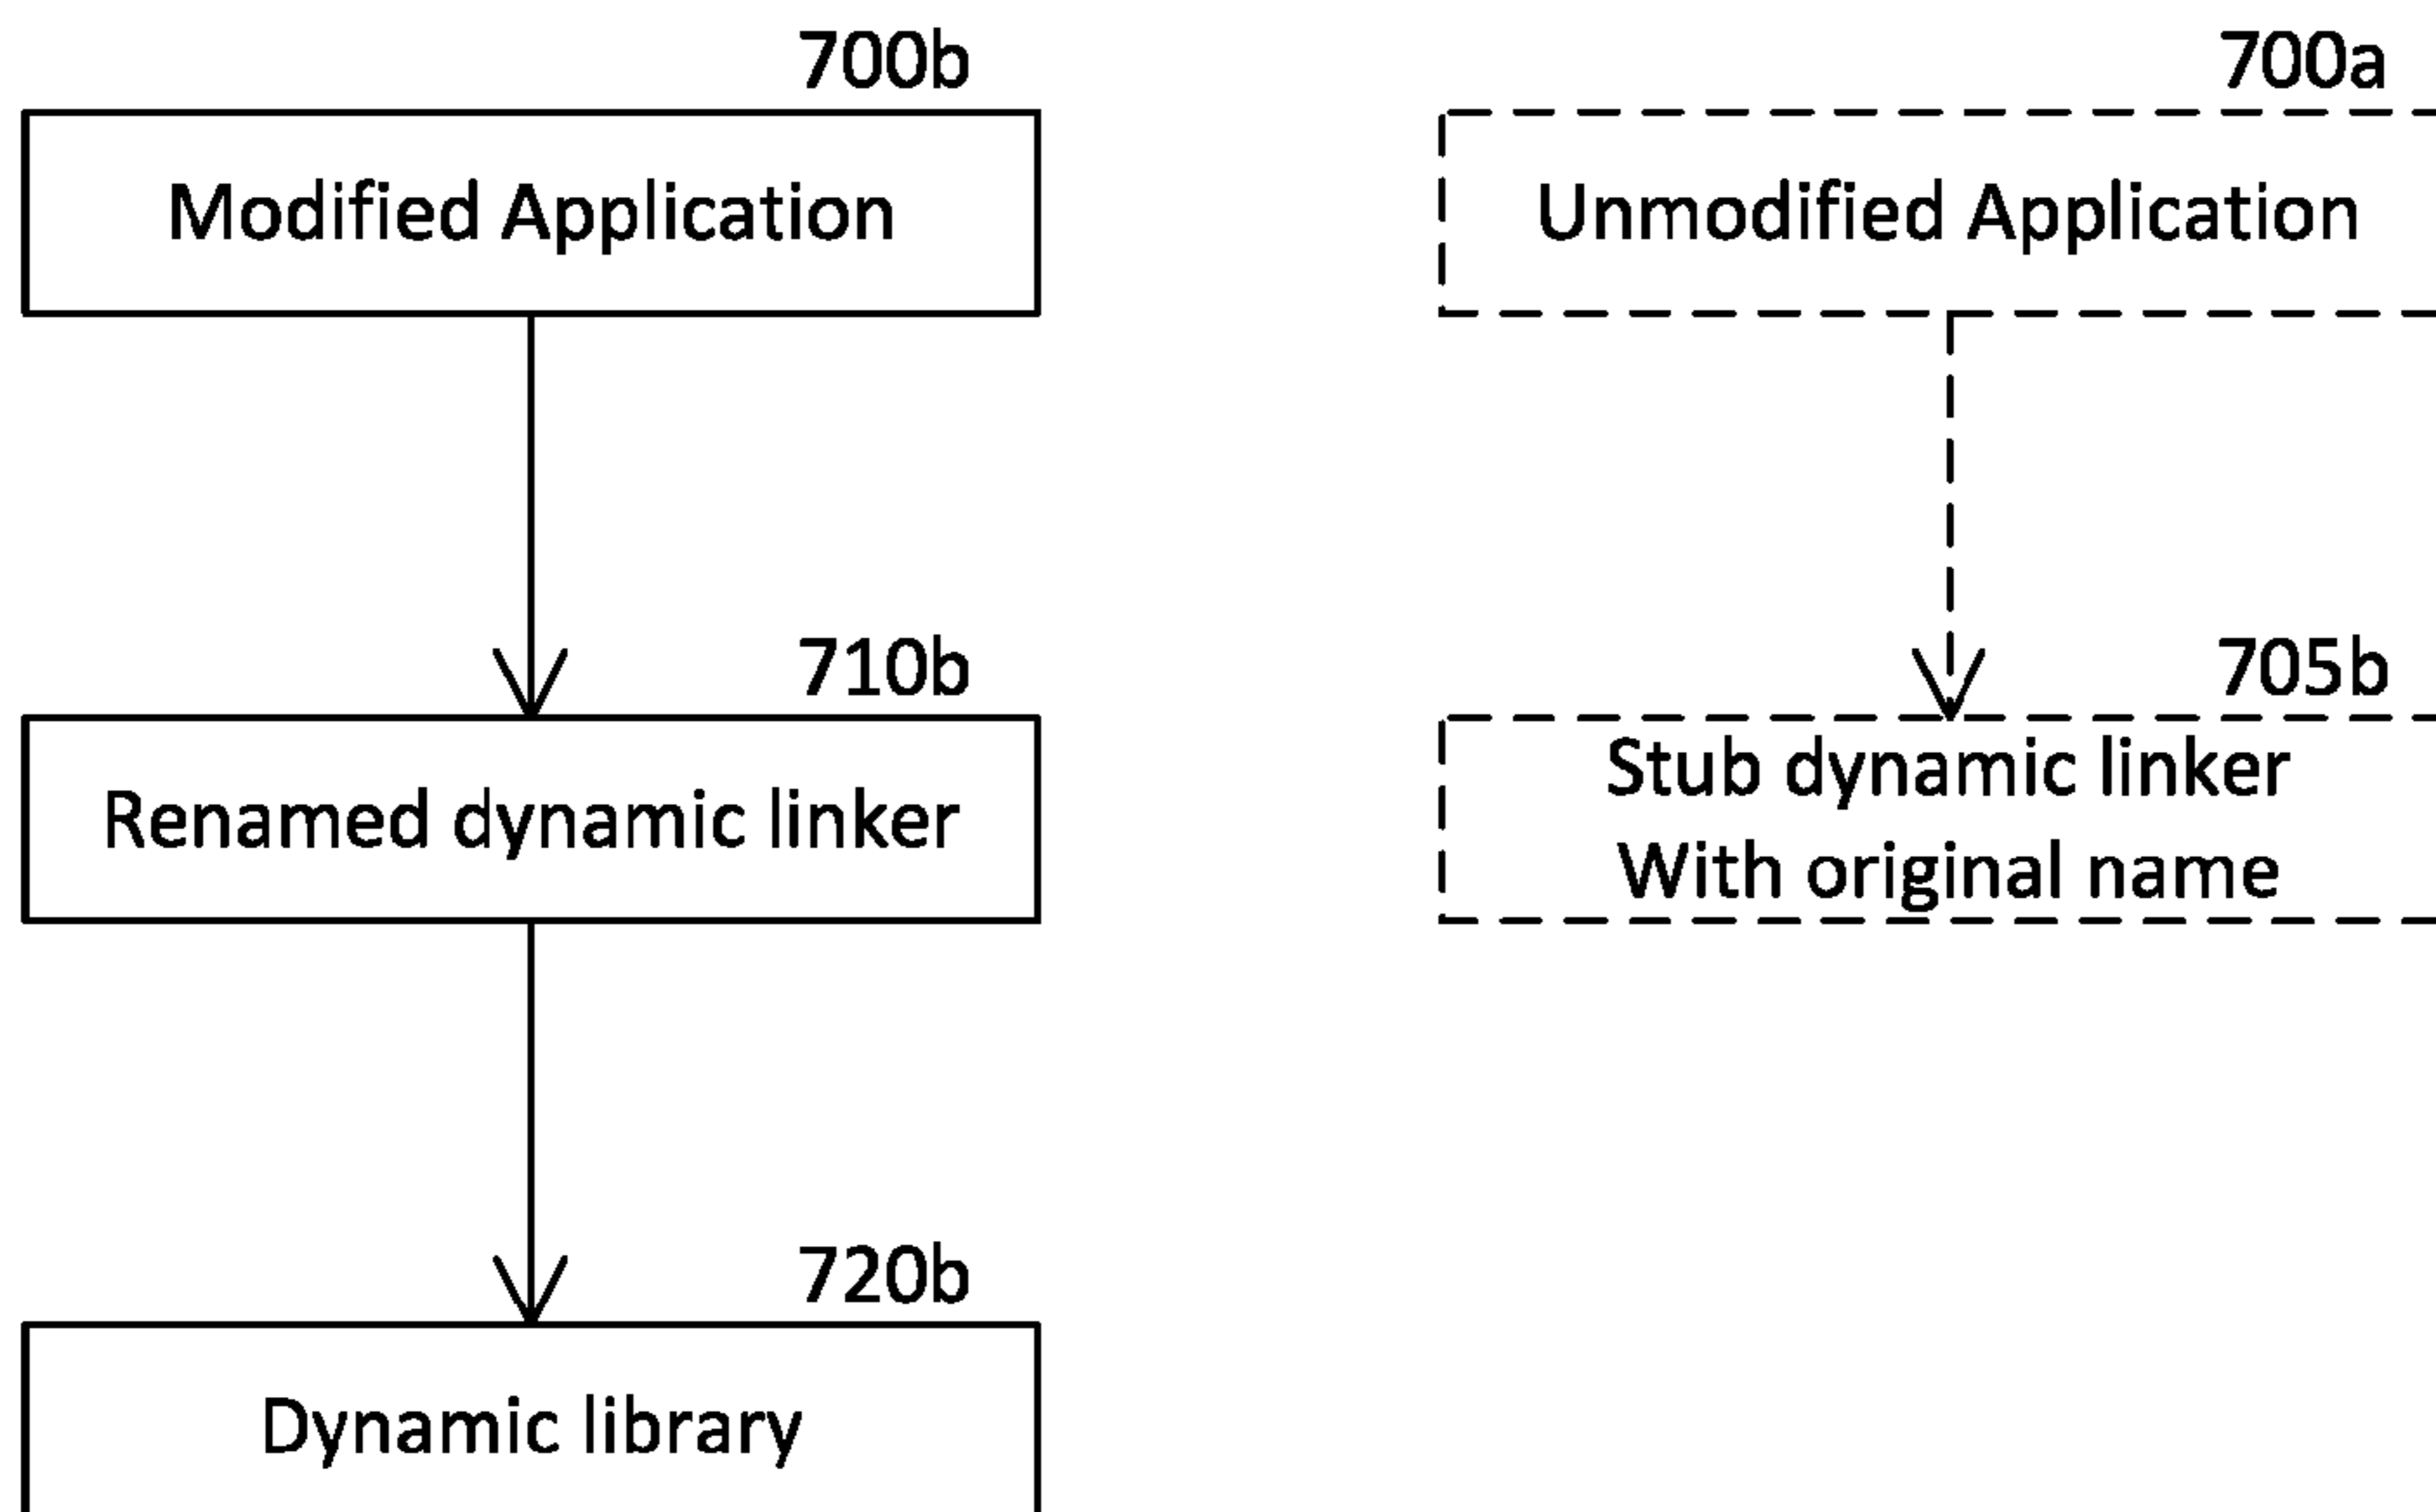 700b
Modified Application
700a
Unmodified Application
710b
Renamed dynamic linker
705b
Stub dynamic linker
With original name
720b
Dynamic library